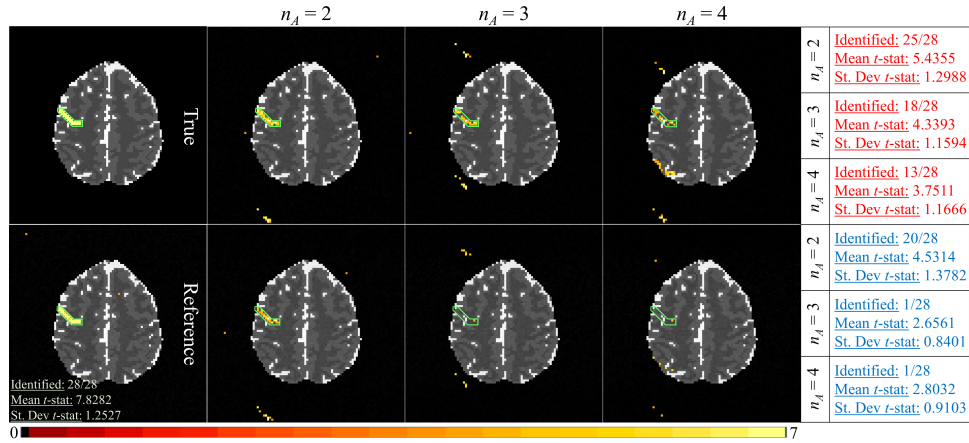 n_A = 2
n_A = 3
n_A = 4
True
n_A = 2
Identified: 25/28
Mean t-stat: 5.4355
St. Dev t-stat: 1.2988
n_A = 3
Identified: 18/28
Mean t-stat: 4.3393
St. Dev t-stat: 1.1594
n_A = 4
Identified: 13/28
Mean t-stat: 3.7511
St. Dev t-stat: 1.1666
Reference
Identified: 28/28
Mean t-stat: 7.8282
St. Dev t-stat: 1.2527
n_A = 2
Identified: 20/28
Mean t-stat: 4.5314
St. Dev t-stat: 1.3782
n_A = 3
Identified: 1/28
Mean t-stat: 2.6561
St. Dev t-stat: 0.8401
n_A = 4
Identified: 1/28
Mean t-stat: 2.8032
St. Dev t-stat: 0.9103
0
7